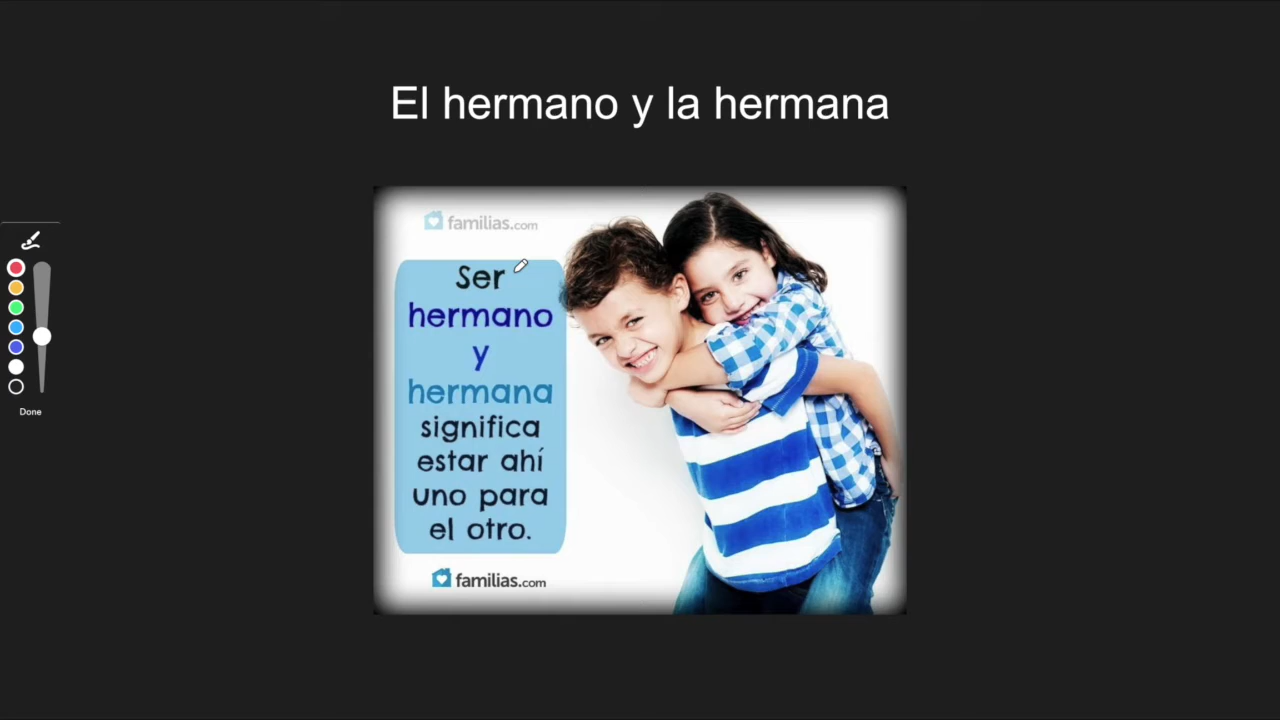 El hermano y la hermana
familias.com
Ser
hermano
y
hermana
significa
estar ahí
uno para
el otro.
familias.com
Done